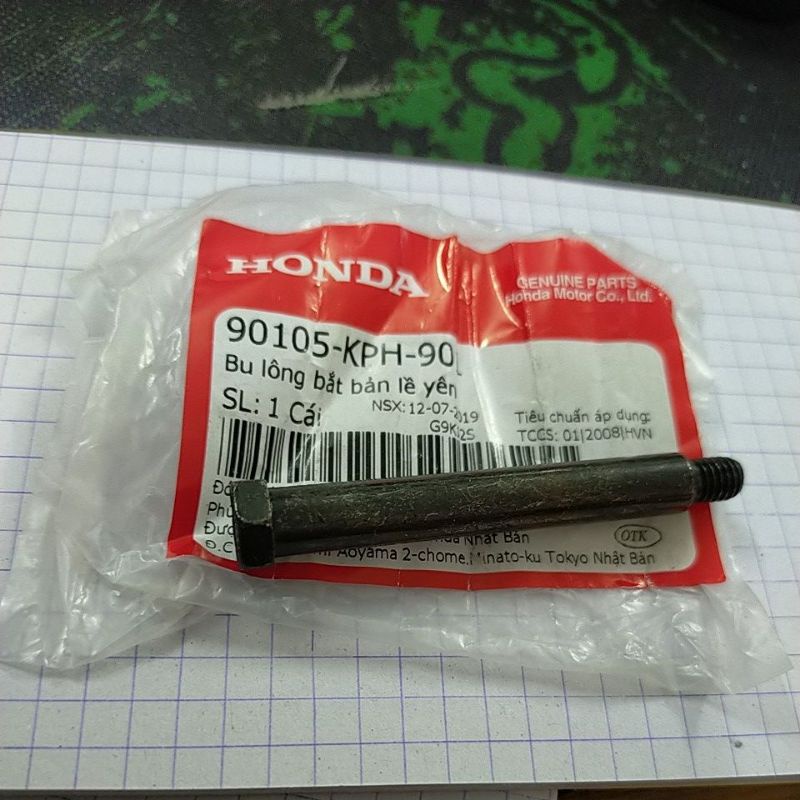 HONDA
GENUINE PARTS
Honda Motor Co., Ltd.
90105-KPH-90
Bu lông bắt bản lề yên
SL: 1 Cái
NSX: 12-07-2019
Tiêu chuẩn áp dụng:
TCCS: 01|2008|HVN
Nhật Bản
Aoyama 2-chome. Minato-ku Tokyo Nhật Bản
OTK